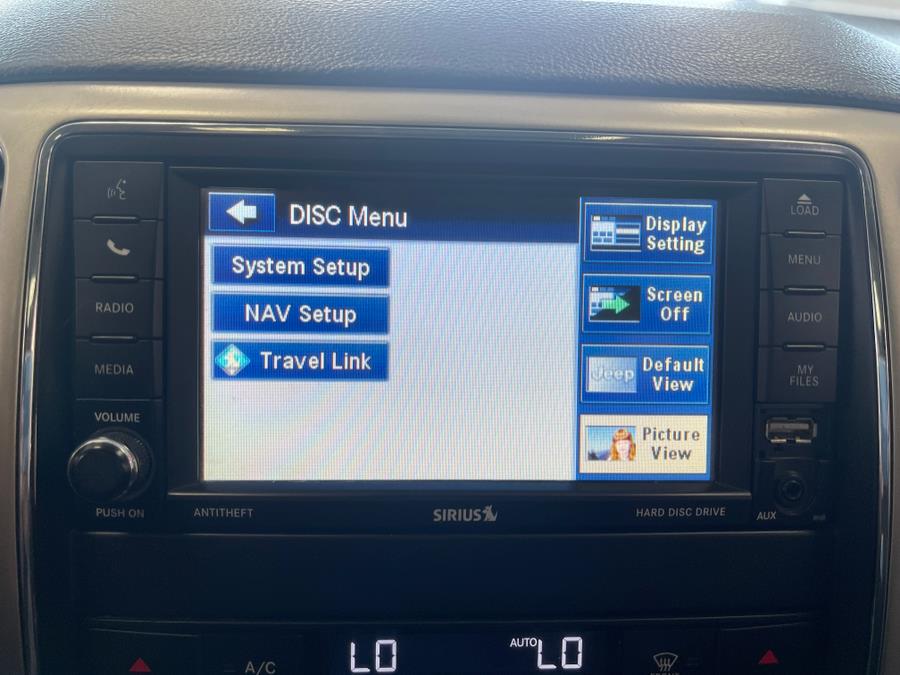 DISC Menu
System Setup
NAV Setup
Travel Link
Display
Setting
Screen
Off
Jeep
Default
View
Picture
View
RADIO
MEDIA
VOLUME
PUSH ON
LOAD
MENU
AUDIO
MY
FILES
AUX
ANTITHEFT
SIRIUS
HARD DISC DRIVE
LO
AUTO LO
A/C